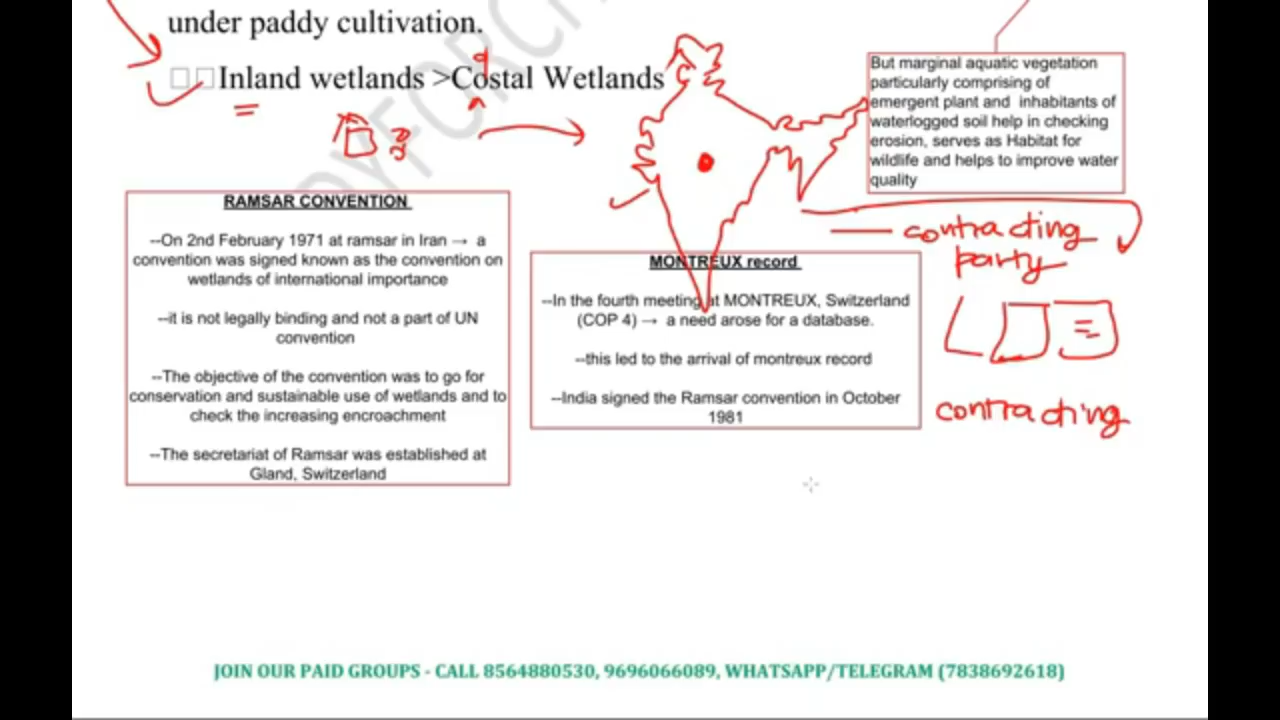 under paddy cultivation.
Inland wetlands >Costal Wetlands
a
But marginal aquatic vegetation
particularly comprising of
emergent plant and inhabitants of
waterlogged soil help in checking
erosion, serves as Habitat for
wildlife and helps to improve water
quality
RAMSAR CONVENTION
--On 2nd February 1971 at ramsar in Iran → a
convention was signed known as the convention on
wetlands of international importance
--it is not legally binding and not a part of UN
convention
--The objective of the convention was to go for
conservation and sustainable use of wetlands and to
check the increasing encroachment
--The secretariat of Ramsar was established at
Gland, Switzerland
MONTREUX record
--In the fourth meeting at MONTREUX, Switzerland
(COP 4) → a need arose for a database.
--this led to the arrival of montreux record
--India signed the Ramsar convention in October
1981
contracting
party
contracting
JOIN OUR PAID GROUPS - CALL 8564880530, 9696066089, WHATSAPP/TELEGRAM (7838692618)